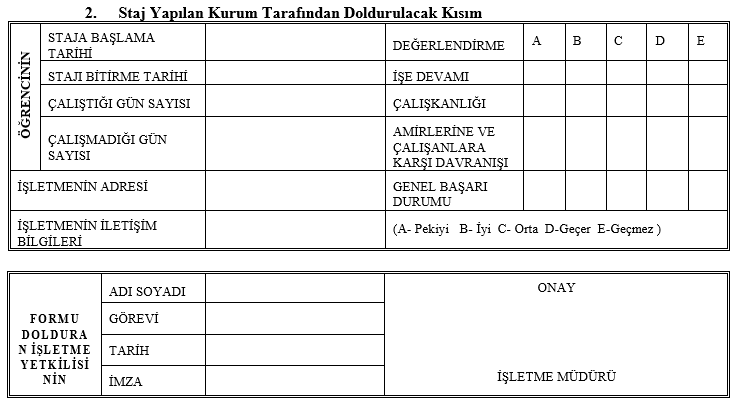 2. Staj Yapılan Kurum Tarafından Doldurulacak Kısım
ÖĞRENCİNİN
STAJA BAŞLAMA
TARİHİ
DEĞERLENDİRME
A
B
C
D
E
STAJI BİTİRME TARİHİ
İŞE DEVAMI
ÇALIŞTIĞI GÜN SAYISI
ÇALIŞKANLIĞI
ÇALIŞMADIĞI GÜN
SAYISI
AMİRLERİNE VE
ÇALIŞANLARA
KARŞI DAVRANIŞI
İŞLETMENİN ADRESİ
GENEL BAŞARI
DURUMU
İŞLETMENİN İLETİŞİM
BİLGİLERİ
(A- Pekiyi B- İyi C- Orta D-Geçer E-Geçmez )
FORMU
DOLDURA
N İŞLETME
YETKİLİSİ
NİN
ADI SOYADI
GÖREVİ
TARİH
İMZA
ONAY
İŞLETME MÜDÜRÜ